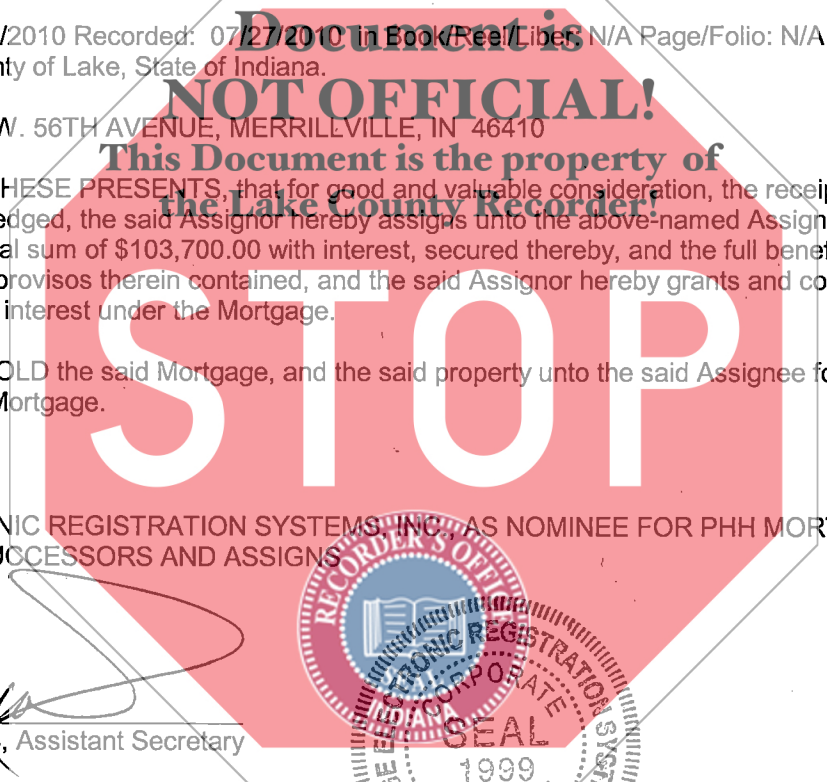 Document is
/2010 Recorded: 07/27/2010 in Book/Reel/Liber: N/A Page/Folio: N/A
nty of Lake, State of Indiana.
NOT OFFICIAL!
W. 56TH AVENUE, MERRILLVILLE, IN 46410
This Document is the property of
HESE PRESENTS, that for good and valuable consideration, the receip
the Lake County Recorder!
edged, the said Assignor hereby assigns unto the above-named Assign
al sum of $103,700.00 with interest, secured thereby, and the full benef
provisos therein contained, and the said Assignor hereby grants and co
interest under the Mortgage.
STOP
OLD the said Mortgage, and the said property unto the said Assignee fo
Mortgage.
NIC REGISTRATION SYSTEMS, INC., AS NOMINEE FOR PHH MORT
UCCESSORS AND ASSIGNS
RECORDER'S OFFICE
SEAL
INDIANA
ELECTRONIC REGISTRATION SYST
CORPORATE
SEAL
1999
, Assistant Secretary